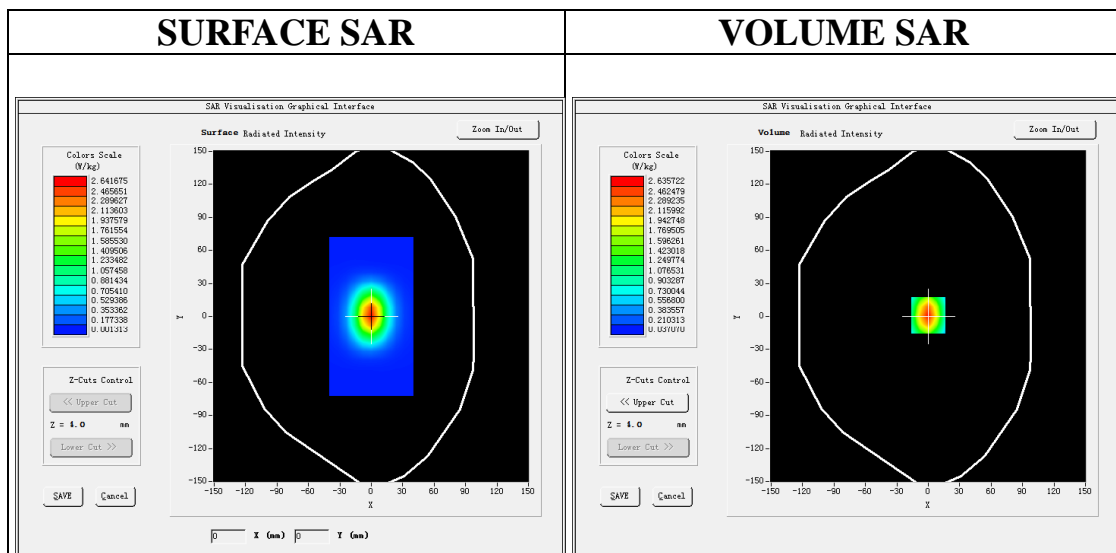 SURFACE SAR
VOLUME SAR
SAR Visualisation Graphical Interface
Surface Radiated Intensity
Zoom In/Out
Colors Scale
(W/kg)
2.641675
2.465651
2.289627
2.113603
1.937579
1.761554
1.585530
1.409506
1.233482
1.057458
0.881434
0.705410
0.529386
0.353362
0.177338
0.001313
Z-Cuts Control
<< Upper Cut
Z = 4.0 mm
Lower Cut >>
SAVE Cancel
150
120
90
60
30
0
-30
-60
-90
-120
-150
Y
-150 -120 -90 -60 -30 0 30 60 90 120 150
X
0 X (mm) 0 Y (mm)
SAR Visualisation Graphical Interface
Volume Radiated Intensity
Zoom In/Out
Colors Scale
(W/kg)
2.635722
2.462479
2.289235
2.115992
1.942748
1.769505
1.596261
1.423018
1.249774
1.076531
0.903287
0.730044
0.556800
0.383557
0.210313
0.037070
Z-Cuts Control
<< Upper Cut
Z = 4.0 mm
Lower Cut >>
SAVE Cancel
150
120
90
60
30
0
-30
-60
-90
-120
-150
Y
-150 -120 -90 -60 -30 0 30 60 90 120 150
X